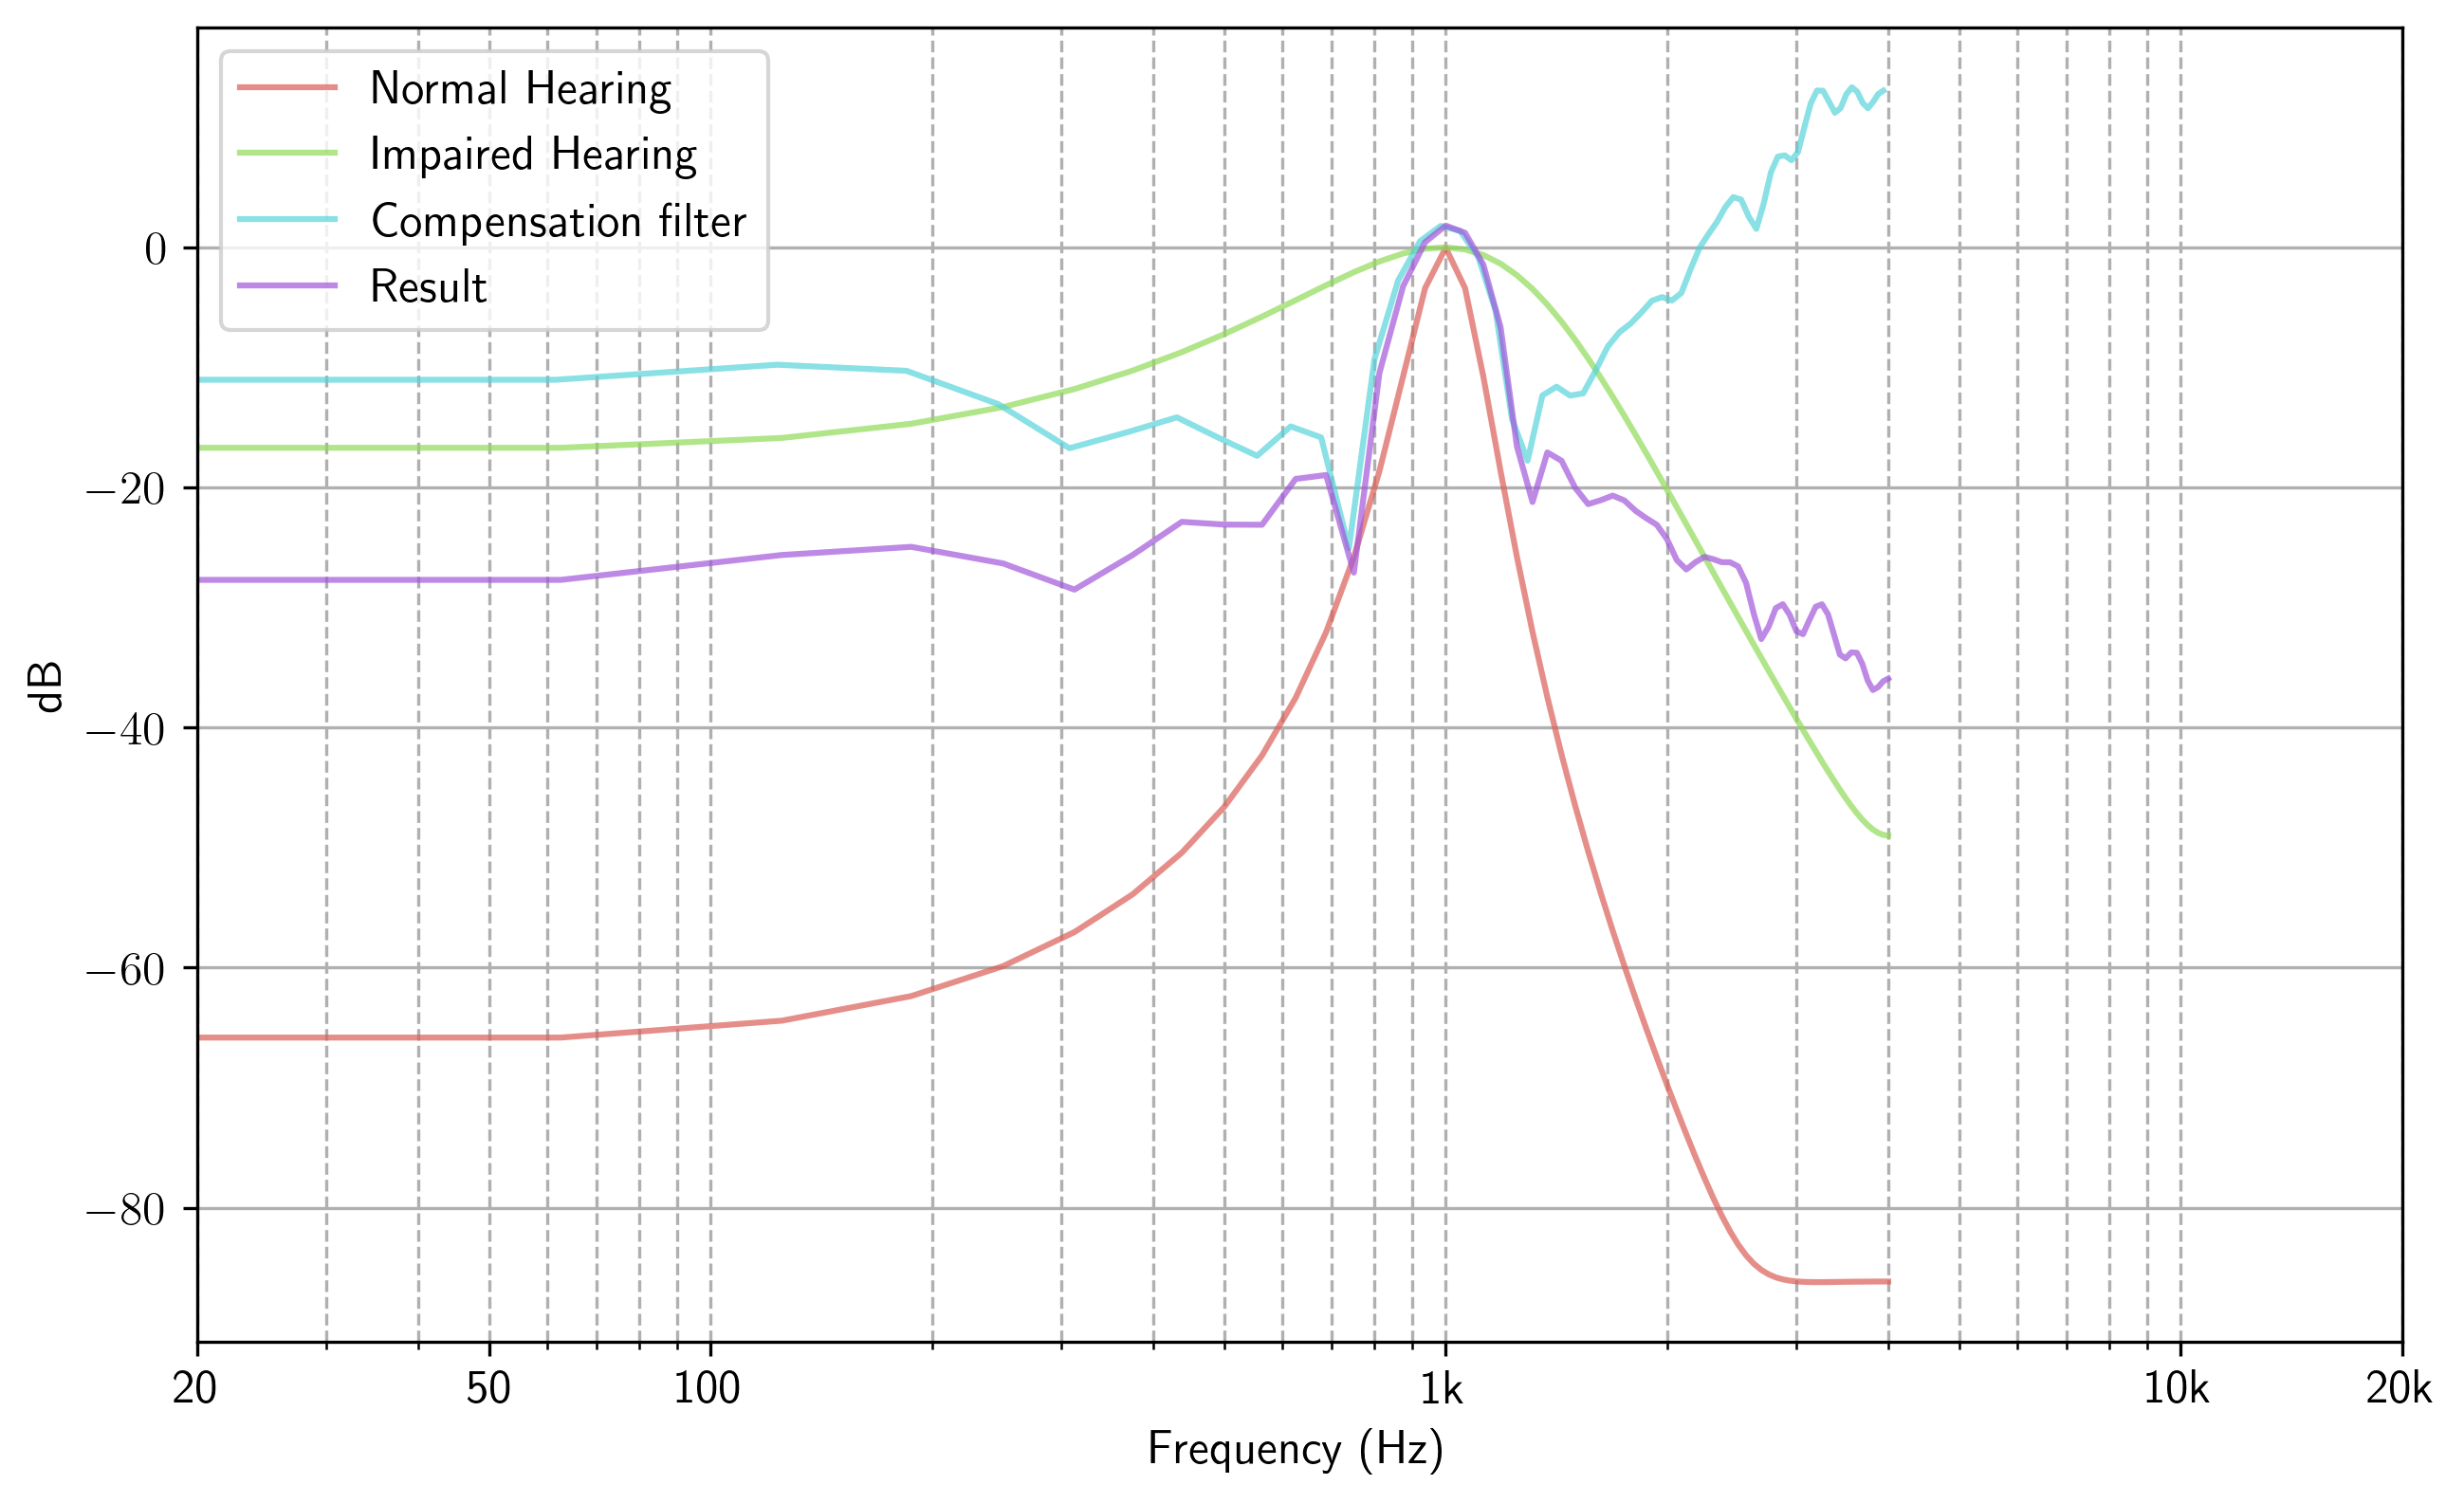 Normal Hearing
Impaired Hearing
Compensation filter
Result
0
−20
−40
−60
−80
dB
20 50 100 1k 10k 20k
Frequency (Hz)